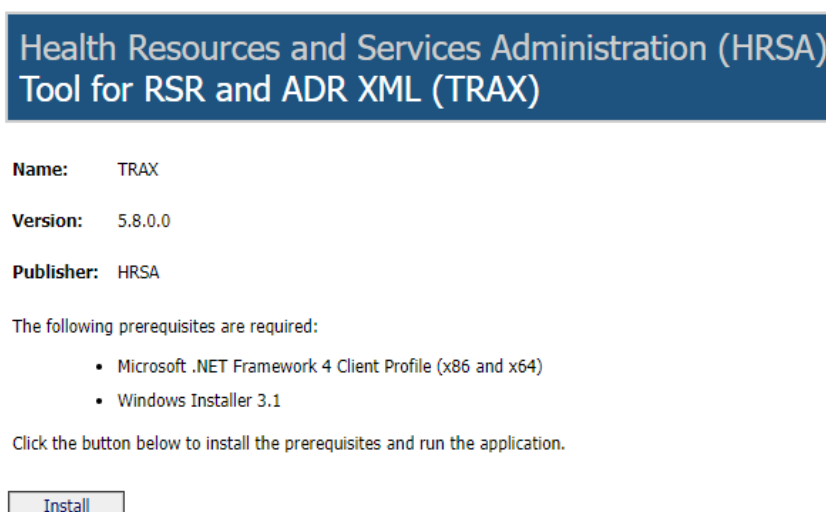 Health Resources and Services Administration (HRSA)
Tool for RSR and ADR XML (TRAX)
Name: TRAX
Version: 5.8.0.0
Publisher: HRSA
The following prerequisites are required:
• Microsoft .NET Framework 4 Client Profile (x86 and x64)
• Windows Installer 3.1
Click the button below to install the prerequisites and run the application.
Install